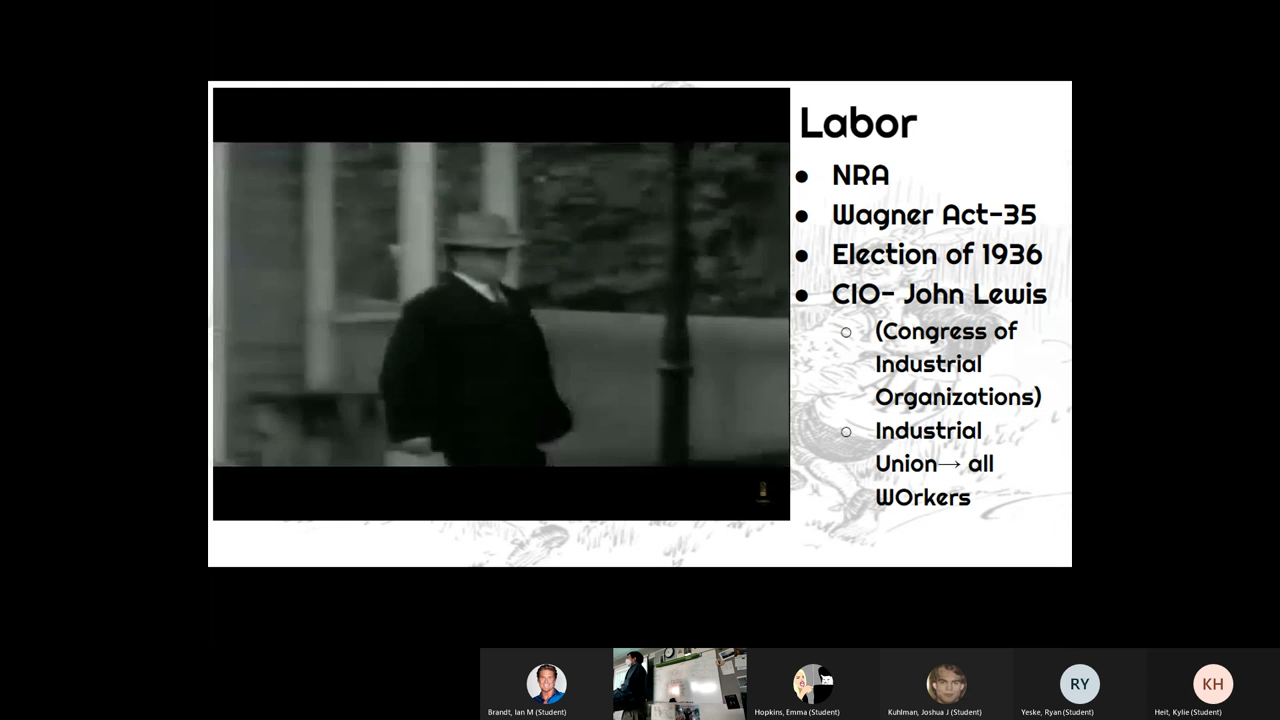 Labor
● NRA
● Wagner Act-35
● Election of 1936
● CIO- John Lewis
○ (Congress of
Industrial
Organizations)
○ Industrial
Union→ all
WOrkers
Brandt, Ian M (Student)
Hopkins, Emma (Student)
Kuhlman, Joshua J (Student)
RY
Yeske, Ryan (Student)
KH
Heit, Kylie (Student)